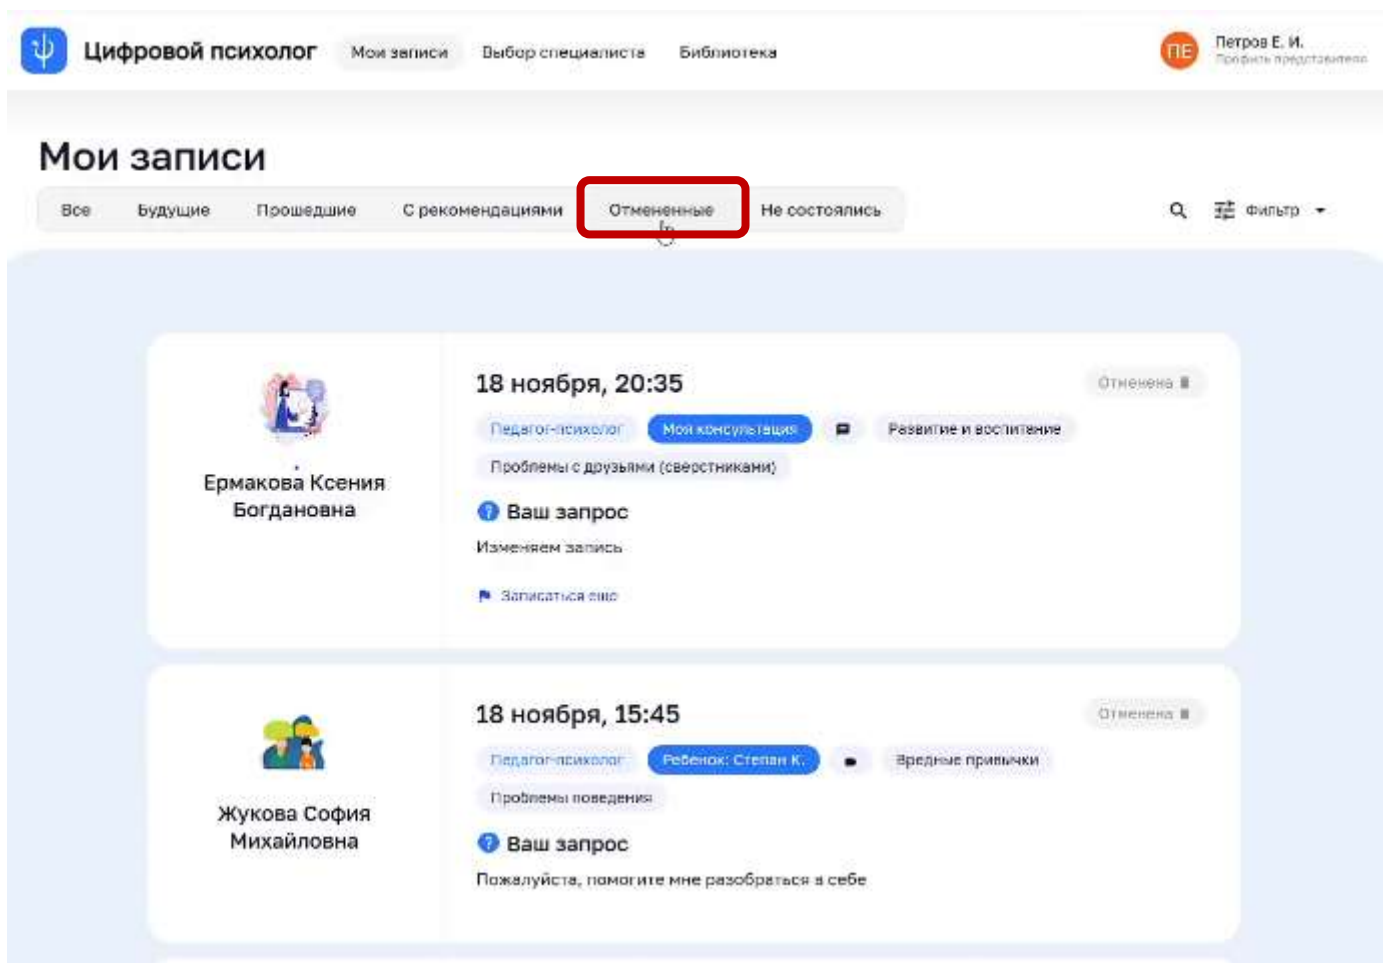 Цифровой психолог Мои записи Выбор специалиста Библиотека
ПЕ Петров Е. И.
Профиль представителя
Мои записи
Все Будущие Прошедшие С рекомендациями Отмененные Не состоялись Фильтр
18 ноября, 20:35 Отменена
Педагог-психолог Моя консультация Развитие и воспитание
Проблемы с друзьями (сверстниками)
Ермакова Ксения
Богдановна
Ваш запрос
Изменяем запись
Записаться еще
18 ноября, 15:45 Отменена
Педагог-психолог Ребенок: Степан К. Вредные привычки
Проблемы поведения
Жукова София
Михайловна
Ваш запрос
Пожалуйста, помогите мне разобраться в себе